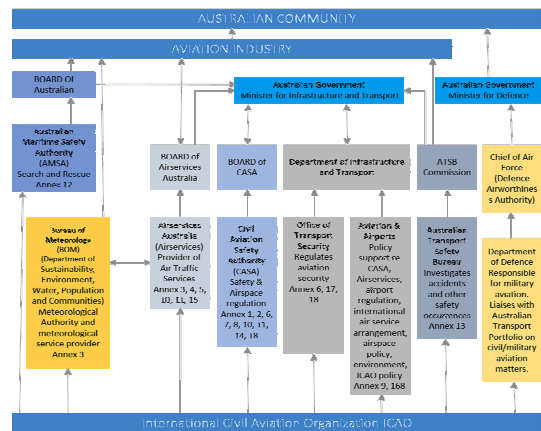 AUSTRALIAN COMMUNITY
AVIATION INDUSTRY
BOARD OF
Australian
Australian Government
Minister for Infrastructure and Transport
Australian Government
Minister for Defence
Australian
Maritime Safety
Authority
(AMSA)
Search and Rescue
Annex 12
BOARD of
Airservices
Australia
BOARD of
CASA
Department of Infrastructure
and Transport
ATSB
Commission
Chief of Air
Force
(Defence
Airworthines
s Authority)
Bureau of
Meteorology
(BOM)
(Department of
Sustainability,
Environment,
Water, Population
and Communities)
Meteorological
Authority and
meteorological
service provider
Annex 3
Airservices
Australia
(Airservices)
Provider of
Air Traffic
Services
Annex 3, 4, 5,
10, 11, 15
Civil
Aviation
Safety
Authority
(CASA)
Safety &
Airspace
regulation
Annex 1, 2, 6,
7, 8, 10, 11,
14, 18
Office of
Transport
Security
Regulates
aviation
security
Annex 6, 17,
18
Aviation &
Airports
Policy
support re
CASA,
Airservices,
airport
regulation,
international
air service
arrangement,
airspace
policy,
environment,
ICAO policy
Annex 9, 168
Australian
Transport
Safety
Bureau
Investigates
accidents
and other
safety
occurrences
Annex 13
Department
of Defence
Responsible
for military
aviation.
Liaises with
Australian
Transport
Portfolio on
civil/military
aviation
matters.
International Civil Aviation Organization ICAO